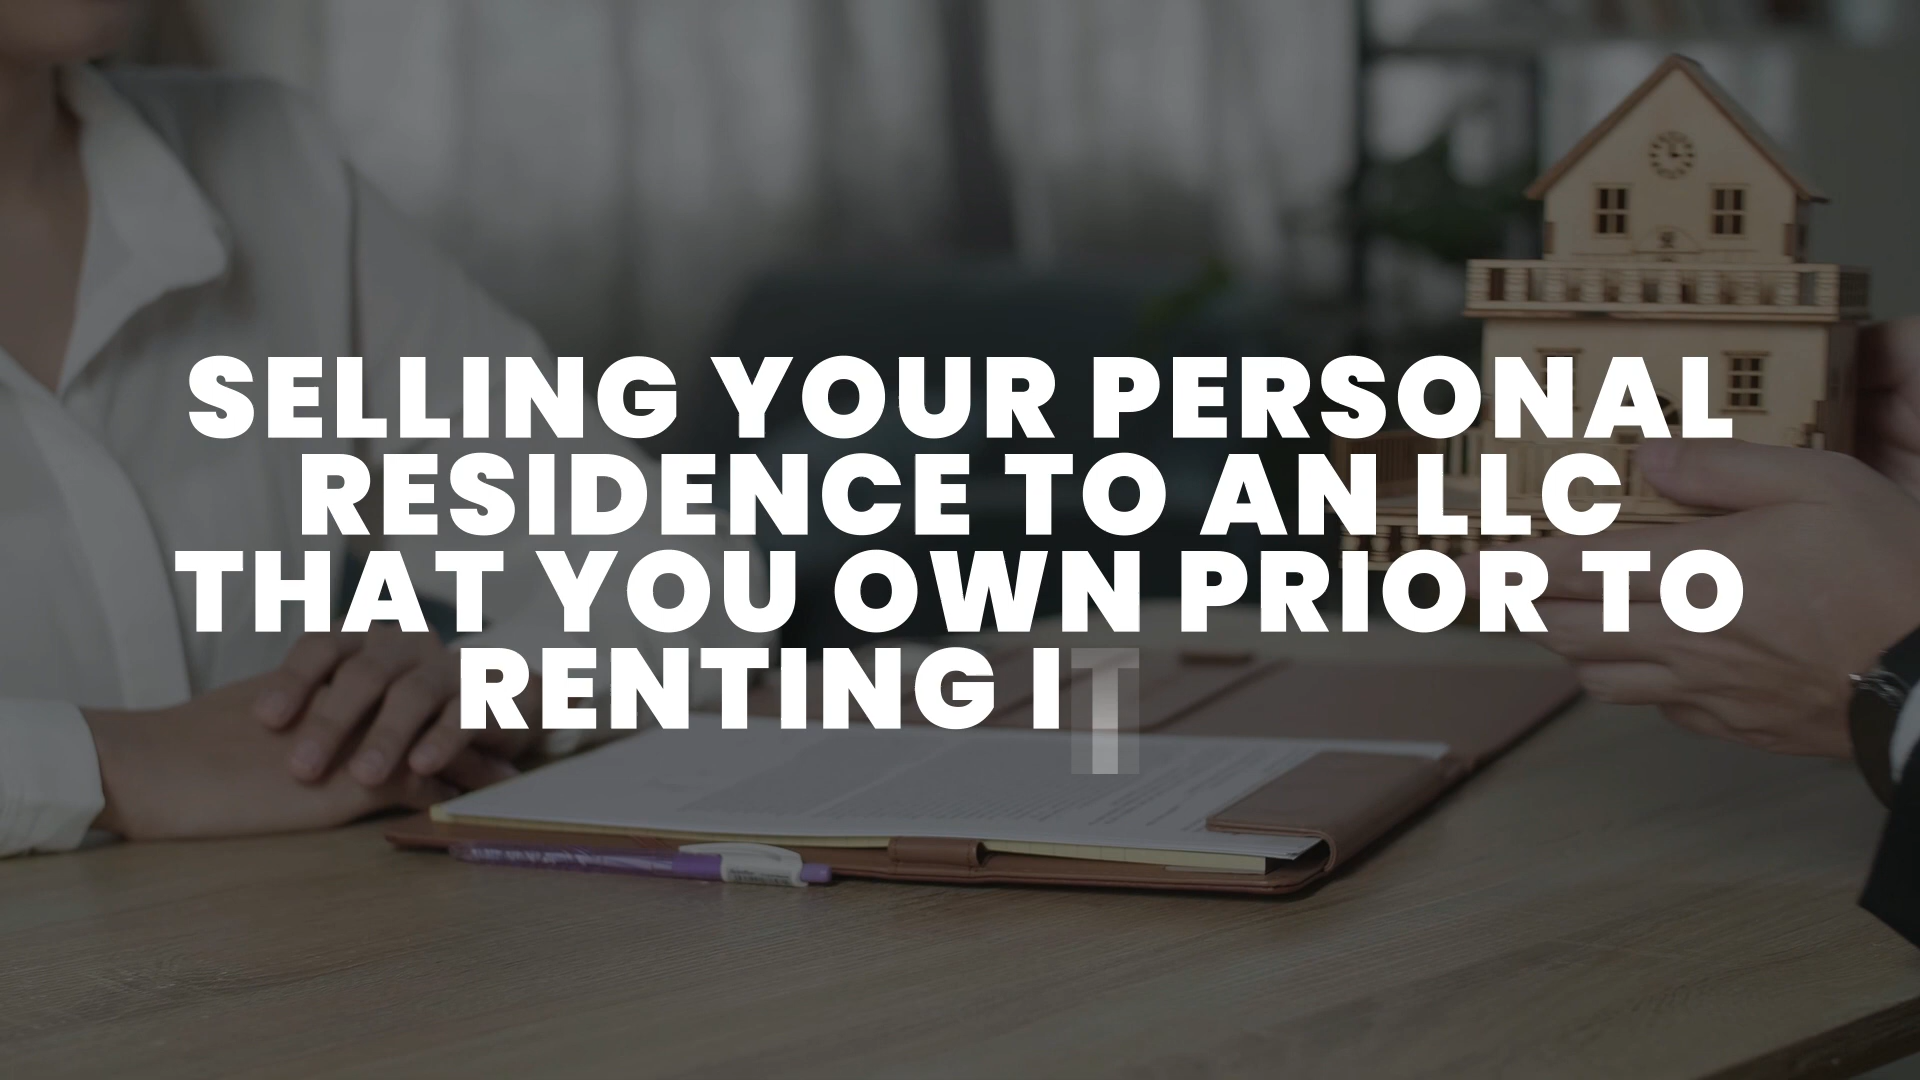 SELLING YOUR PERSONAL
RESIDENCE TO AN LLC
THAT YOU OWN PRIOR TO
RENTING IT